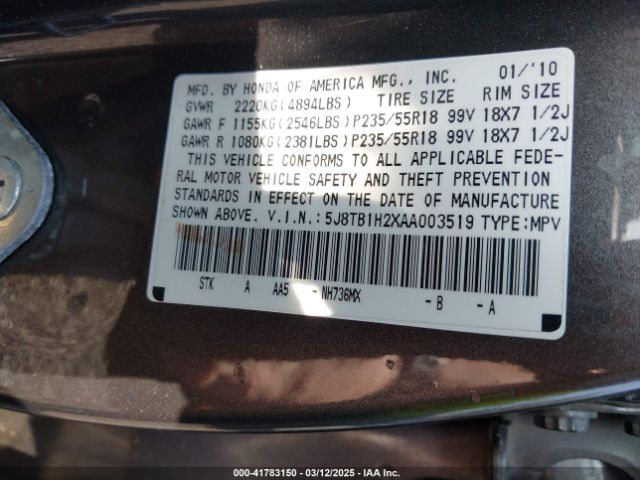 MFD. BY HONDA OF AMERICA MFG., INC. 01/'10
GVWR 2220KG(4894LBS) TIRE SIZE RIM SIZE
GAWR F 1155KG(2546LBS)P235/55R18 99V 18X7 1/2J
GAWR R 1080KG(2381LBS)P235/55R18 99V 18X7 1/2J
THIS VEHICLE CONFORMS TO ALL APPLICABLE FEDE-
RAL MOTOR VEHICLE SAFETY AND THEFT PREVENTION
STANDARDS IN EFFECT ON THE DATE OF MANUFACTURE
SHOWN ABOVE. V.I.N.:5J8TB1H2XAA003519 TYPE:MPV
STK A AA5 -NH736MX -B -A
000-41783150 | 03/12/2025 | IAA Inc.